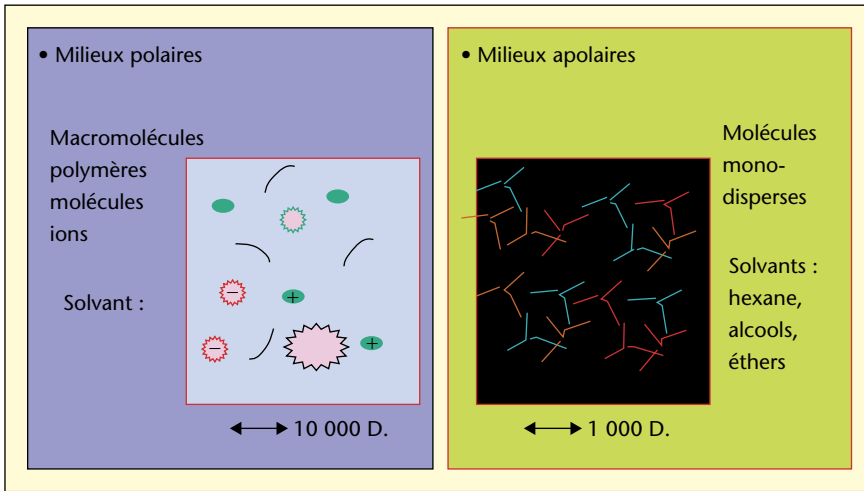 • Milieux polaires
Macromolécules
polymères
molécules
ions
Solvant :
−
+
−
+
10 000 D.
• Milieux apolaires
Molécules
mono-
disperses
Solvants :
hexane,
alcools,
éthers
1 000 D.